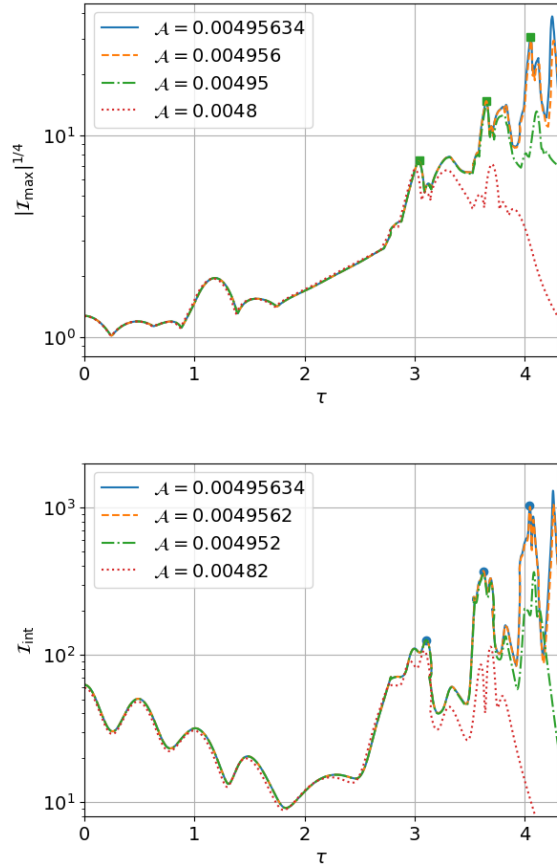 𝒜 = 0.00495634
𝒜 = 0.004956
𝒜 = 0.00495
𝒜 = 0.0048
10¹
10⁰
|ℐmax|^1/4
0 1 2 3 4
τ
𝒜 = 0.00495634
𝒜 = 0.0049562
𝒜 = 0.004952
𝒜 = 0.00482
10³
10²
10¹
ℐint
0 1 2 3 4
τ